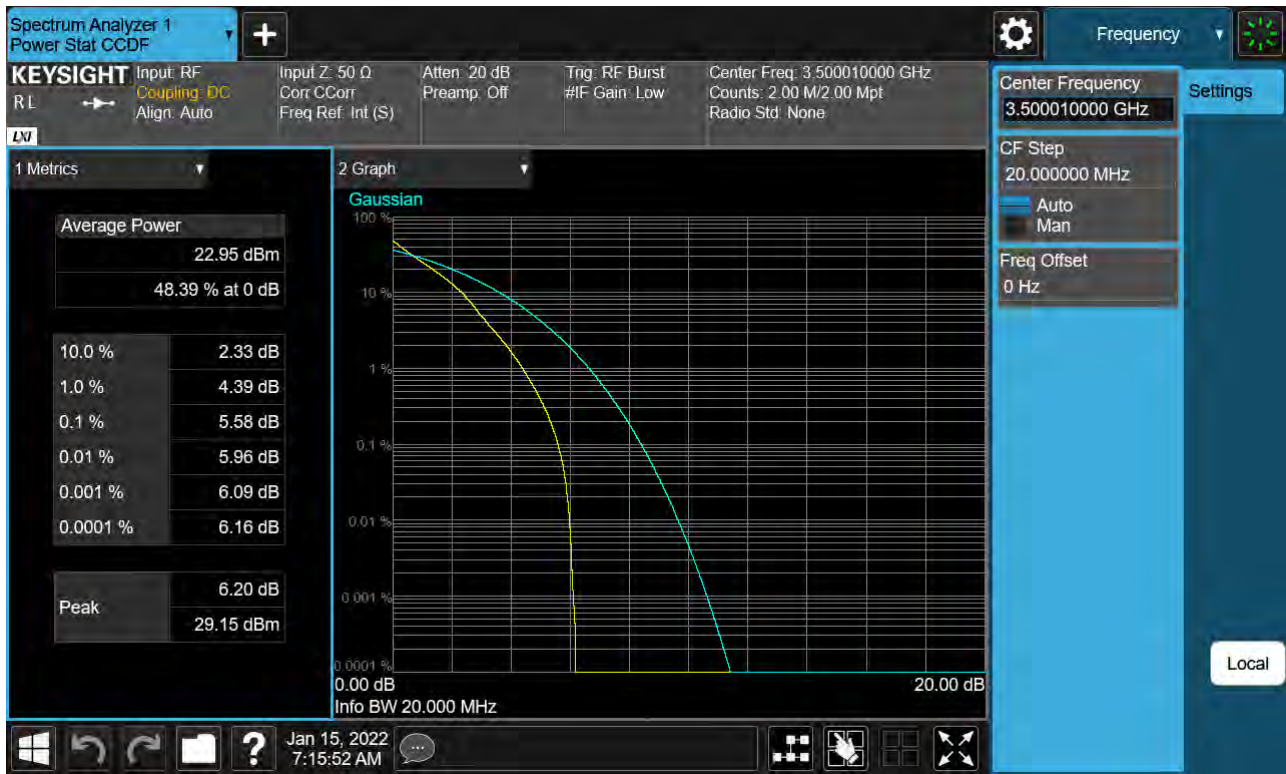 Spectrum Analyzer 1
Power Stat CCDF
Frequency
KEYSIGHT
R L
LXI
Input: RF
Coupling: DC
Align: Auto
Input Z: 50 Ω
Corr CCorr
Freq Ref: Int (S)
Atten: 20 dB
Preamp: Off
Trig: RF Burst
#IF Gain: Low
Center Freq: 3.500010000 GHz
Counts: 2.00 M/2.00 Mpt
Radio Std: None
Center Frequency
3.500010000 GHz
Settings
CF Step
20.000000 MHz
Auto
Man
Freq Offset
0 Hz
Local
1 Metrics
Average Power
22.95 dBm
48.39 % at 0 dB
10.0 % 2.33 dB
1.0 % 4.39 dB
0.1 % 5.58 dB
0.01 % 5.96 dB
0.001 % 6.09 dB
0.0001 % 6.16 dB
Peak
6.20 dB
29.15 dBm
2 Graph
Gaussian
100 %
10 %
1 %
0.1 %
0.01 %
0.001 %
0.0001 %
0.00 dB 20.00 dB
Info BW 20.000 MHz
?
Jan 15, 2022
7:15:52 AM